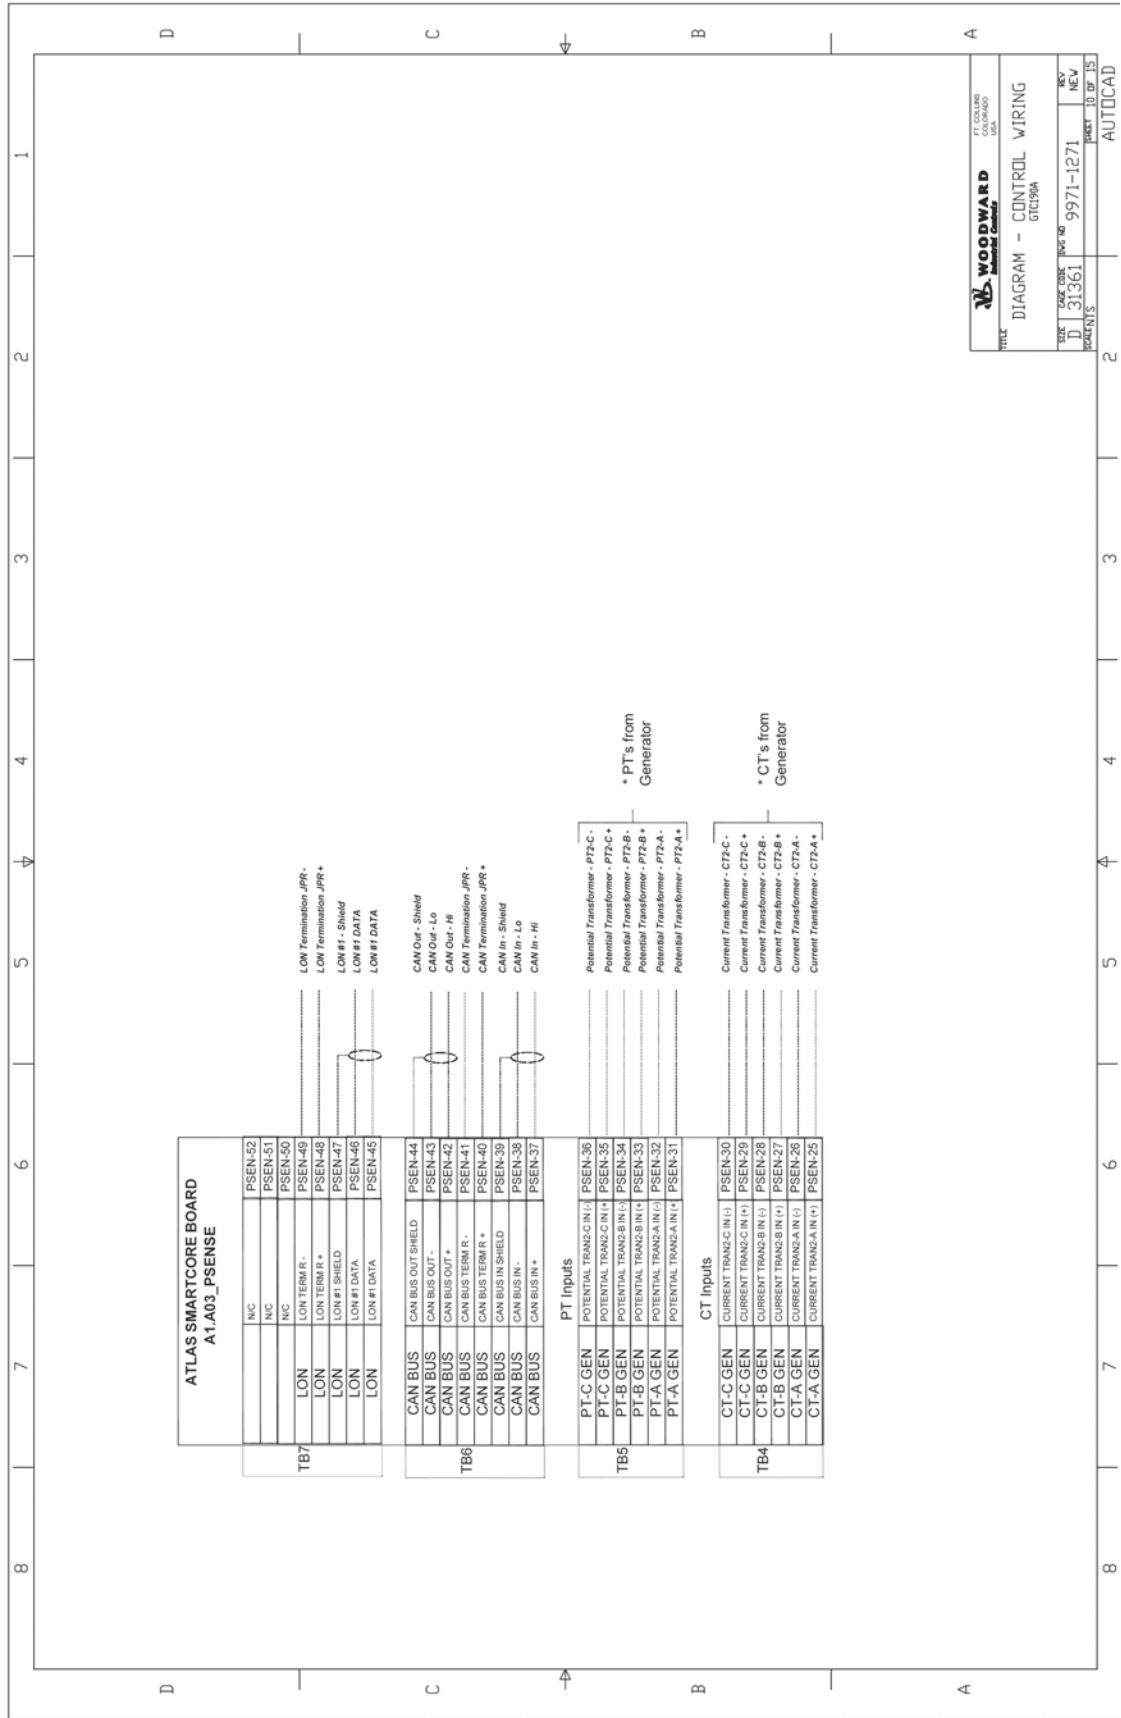 8 7 6 5 4 3 2 1
D
C
B
A
ATLAS SMARTCORE BOARD
A1.A03_PSENSE
TB7
N/C PSEN-52
N/C PSEN-51
N/C PSEN-50
LON LON TERM R - PSEN-49 LON Termination JPR -
LON LON TERM R + PSEN-48 LON Termination JPR +
LON LON #1 SHIELD PSEN-47 LON #1 - Shield
LON LON #1 DATA PSEN-46 LON #1 DATA
LON LON #1 DATA PSEN-45 LON #1 DATA
TB6
CAN BUS CAN BUS OUT SHIELD PSEN-44 CAN Out - Shield
CAN BUS CAN BUS OUT - PSEN-43 CAN Out - Lo
CAN BUS CAN BUS OUT + PSEN-42 CAN Out - Hi
CAN BUS CAN BUS TERM R - PSEN-41 CAN Termination JPR -
CAN BUS CAN BUS TERM R + PSEN-40 CAN Termination JPR +
CAN BUS CAN BUS IN SHIELD PSEN-39 CAN In - Shield
CAN BUS CAN BUS IN - PSEN-38 CAN In - Lo
CAN BUS CAN BUS IN + PSEN-37 CAN In - Hi
PT Inputs
TB5
PT-C GEN POTENTIAL TRAN2-C IN (-) PSEN-36 Potential Transformer - PT2-C -
PT-C GEN POTENTIAL TRAN2-C IN (+ PSEN-35 Potential Transformer - PT2-C +
PT-B GEN POTENTIAL TRAN2-B IN (-) PSEN-34 Potential Transformer - PT2-B -
PT-B GEN POTENTIAL TRAN2-B IN (+ PSEN-33 Potential Transformer - PT2-B +
PT-A GEN POTENTIAL TRAN2-A IN (-) PSEN-32 Potential Transformer - PT2-A -
PT-A GEN POTENTIAL TRAN2-A IN (+ PSEN-31 Potential Transformer - PT2-A +
* PT's from
Generator
CT Inputs
TB4
CT-C GEN CURRENT TRAN2-C IN (-) PSEN-30 Current Transformer - CT2-C -
CT-C GEN CURRENT TRAN2-C IN (+) PSEN-29 Current Transformer - CT2-C +
CT-B GEN CURRENT TRAN2-B IN (-) PSEN-28 Current Transformer - CT2-B -
CT-B GEN CURRENT TRAN2-B IN (+) PSEN-27 Current Transformer - CT2-B +
CT-A GEN CURRENT TRAN2-A IN (-) PSEN-26 Current Transformer - CT2-A -
CT-A GEN CURRENT TRAN2-A IN (+) PSEN-25 Current Transformer - CT2-A +
* CT's from
Generator
WOODWARD
Industrial Controls
FT. COLLINS
COLORADO
USA
TITLE
DIAGRAM - CONTROL WIRING
GTC190A
SIZE CAGE CODE DWG NO REV
D 31361 9971-1271 NEW
SCALE NTS SHEET 10 OF 15
D
C
B
A
8 7 6 5 4 3 2
AUTOCAD